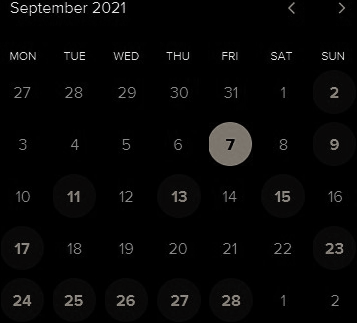 September 2021
MON TUE WED THU FRI SAT SUN
27 28 29 30 31 1 2
3 4 5 6 7 8 9
10 11 12 13 14 15 16
17 18 19 20 21 22 23
24 25 26 27 28 1 2